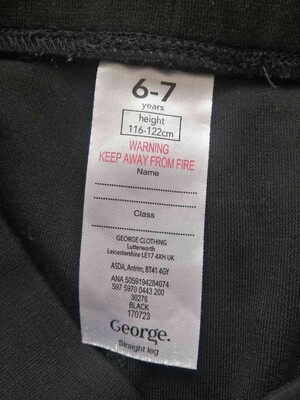 6-7
years
height
116-122cm
WARNING
KEEP AWAY FROM FIRE
Name
Class
GEORGE CLOTHING
Lutterworth
Leicestershire LE17 4XH UK
ASDA, Antrim, BT41 4GY
ANA 5059194284074
597 5970 0443 200
30276
BLACK
170723
George.
Straight leg